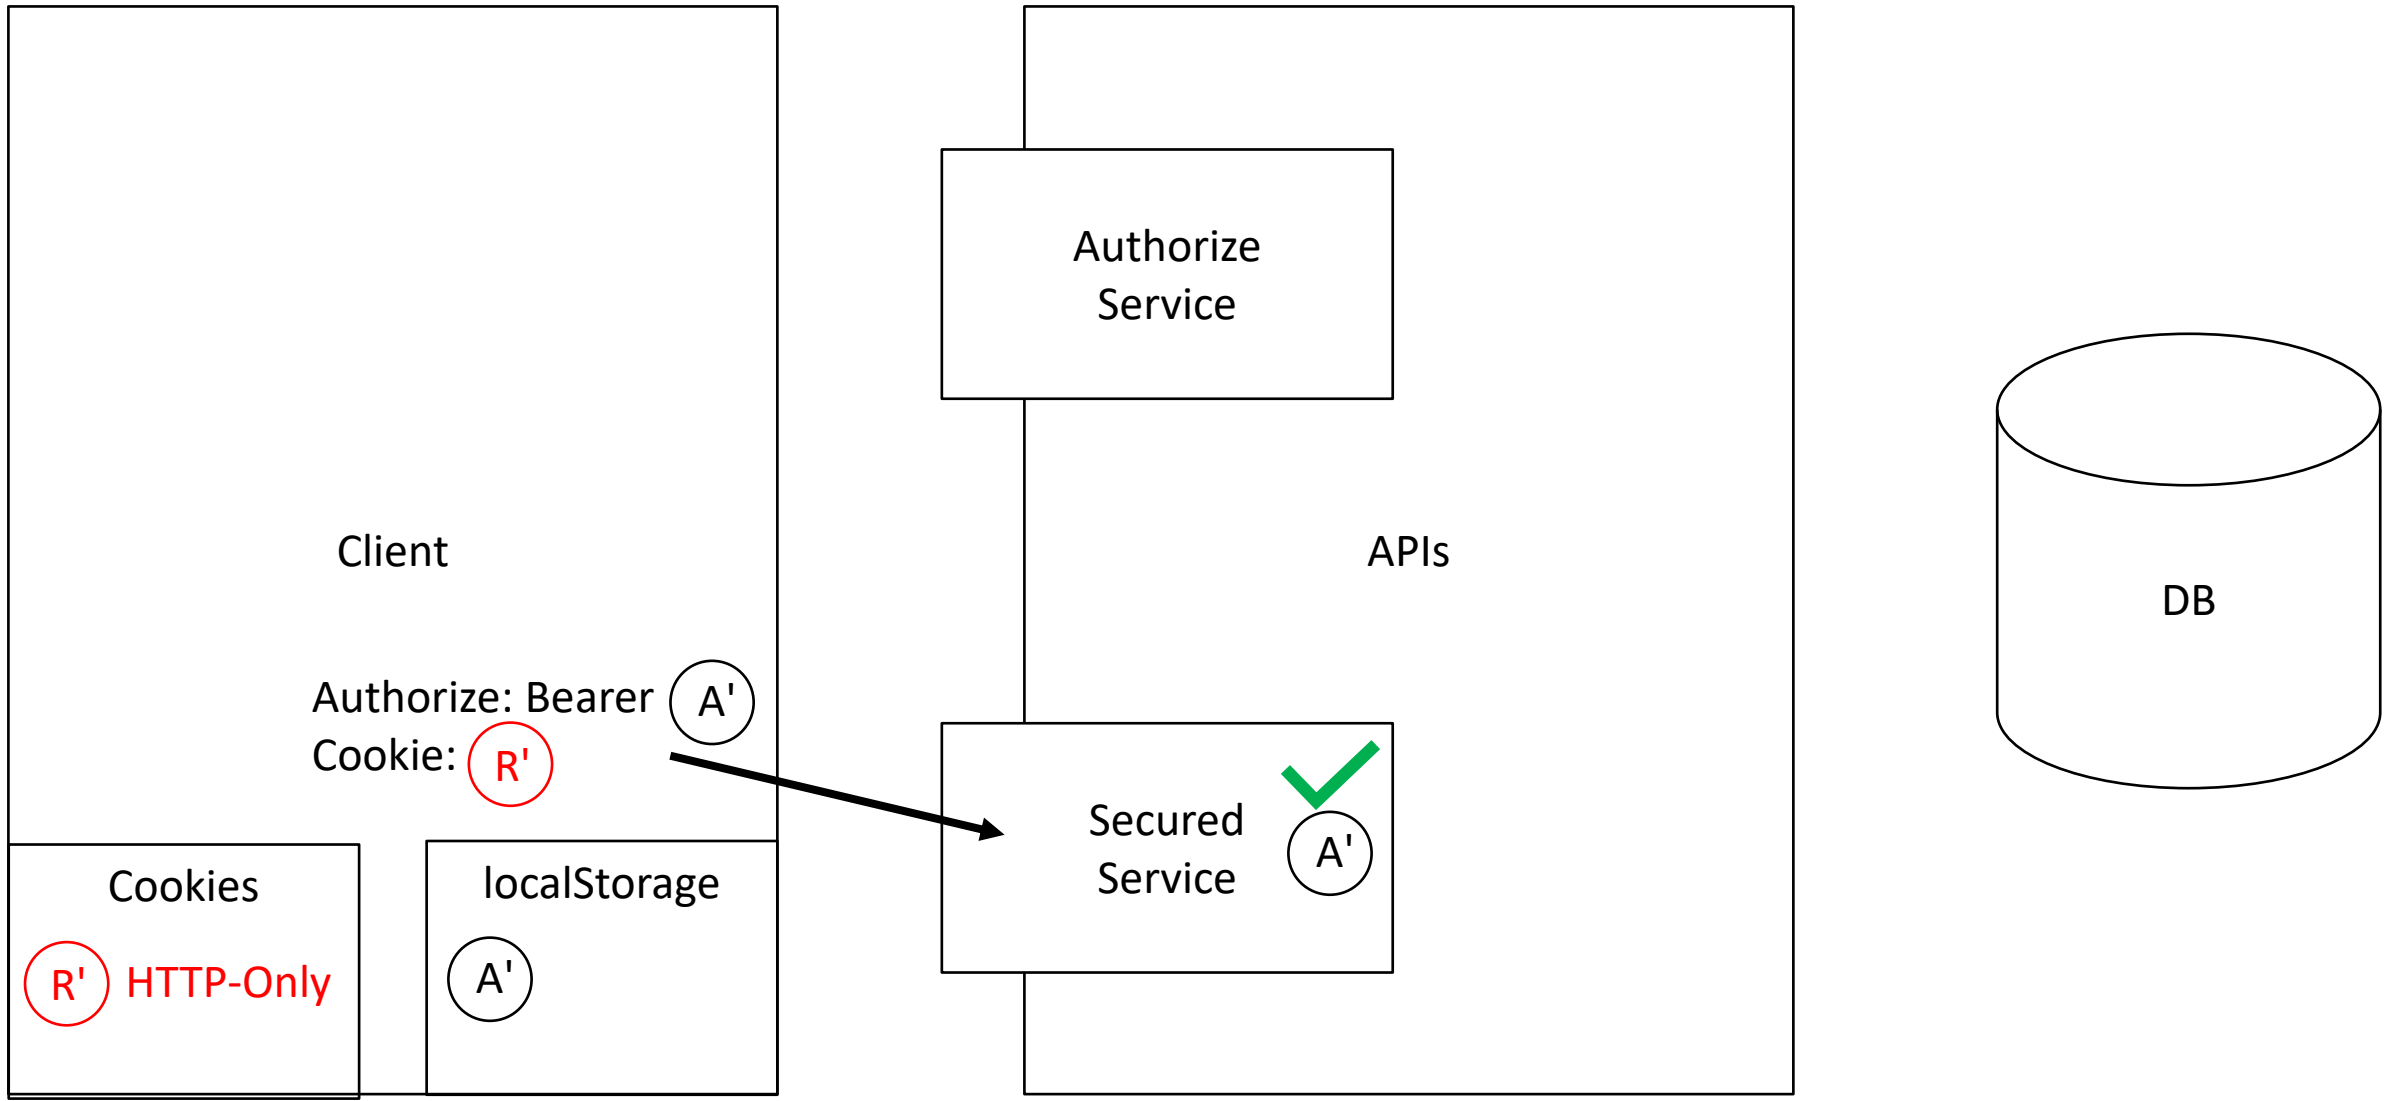 Client
Authorize: Bearer A'
Cookie: R'
Cookies
R' HTTP-Only
localStorage
A'
Authorize
Service
APIs
Secured
Service
A'
DB